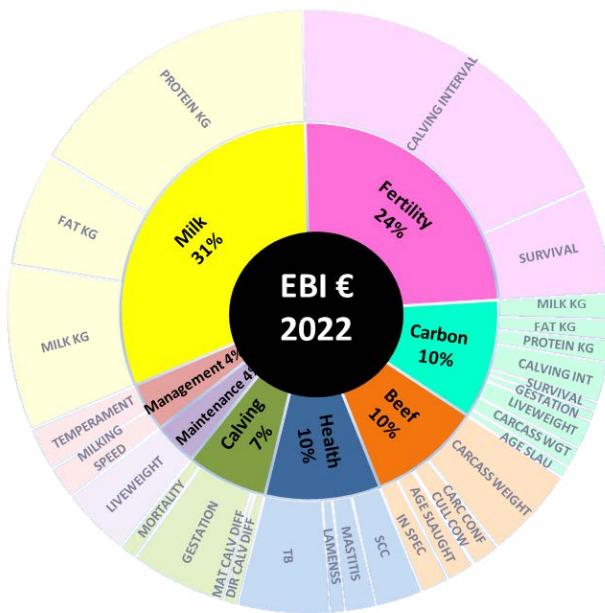 EBI €
2022
Fertility
24%
Carbon
10%
Beef
10%
Health
10%
Calving
7%
Maintenance 4%
Management 4%
Milk
31%
CALVING INTERVAL
SURVIVAL
MILK KG
FAT KG
PROTEIN KG
CALVING INT
SURVIVAL
GESTATION
LIVEWEIGHT
CARCASS WGT
AGE SLAU
CARCASS WEIGHT
CARC CONF
CULL COW
AGE SLAUGHT
IN SPEC
SCC
MASTITIS
LAMENSS
TB
DIR CALV DIFF
MAT CALV DIFF
GESTATION
MORTALITY
LIVEWEIGHT
MILKING
SPEED
TEMPERAMENT
MILK KG
FAT KG
PROTEIN KG